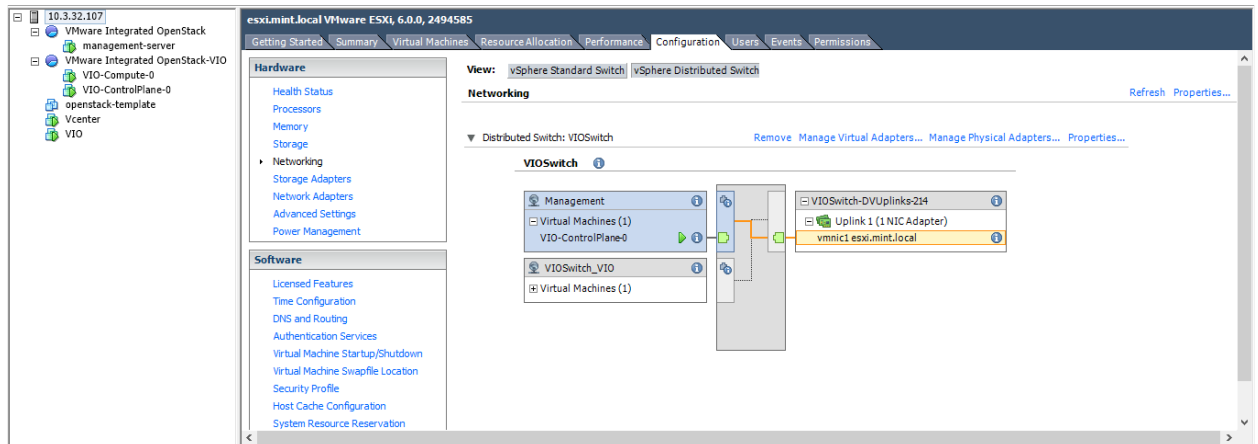 10.3.32.107
VMware Integrated OpenStack
management-server
VMware Integrated OpenStack-VIO
VIO-Compute-0
VIO-ControlPlane-0
openstack-template
Vcenter
VIO
esxi.mint.local VMware ESXi, 6.0.0, 2494585
Getting Started Summary Virtual Machines Resource Allocation Performance Configuration Users Events Permissions
Hardware
Health Status
Processors
Memory
Storage
Networking
Storage Adapters
Network Adapters
Advanced Settings
Power Management
Software
Licensed Features
Time Configuration
DNS and Routing
Authentication Services
Virtual Machine Startup/Shutdown
Virtual Machine Swapfile Location
Security Profile
Host Cache Configuration
System Resource Reservation
View: vSphere Standard Switch vSphere Distributed Switch
Networking
Refresh Properties...
Distributed Switch: VIOSwitch Remove Manage Virtual Adapters... Manage Physical Adapters... Properties...
VIOSwitch
Management
Virtual Machines (1)
VIO-ControlPlane-0
VIOSwitch_VIO
Virtual Machines (1)
VIOSwitch-DVUplinks-214
Uplink 1 (1 NIC Adapter)
vmnic1 esxi.mint.local